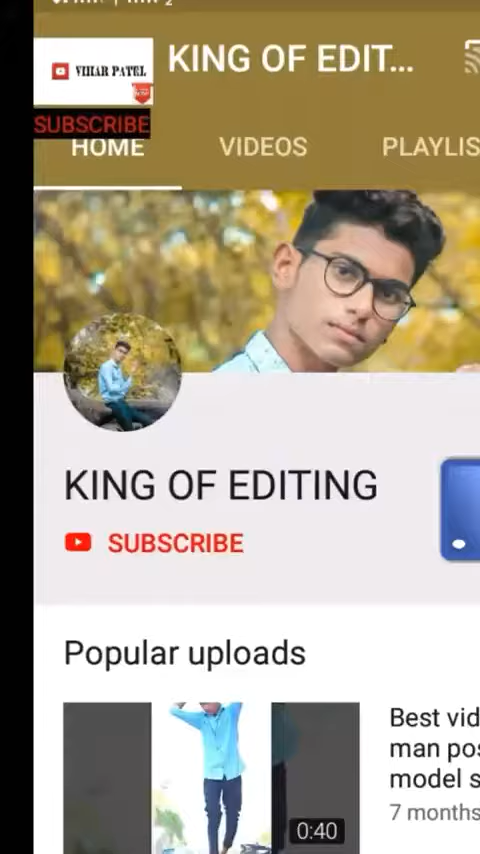 KING OF EDIT...
VIHAR PATEL
SUBSCRIBE
HOME
VIDEOS
PLAYLIS
KING OF EDITING
SUBSCRIBE
Popular uploads
Best vid
man pos
model s
7 months
0:40